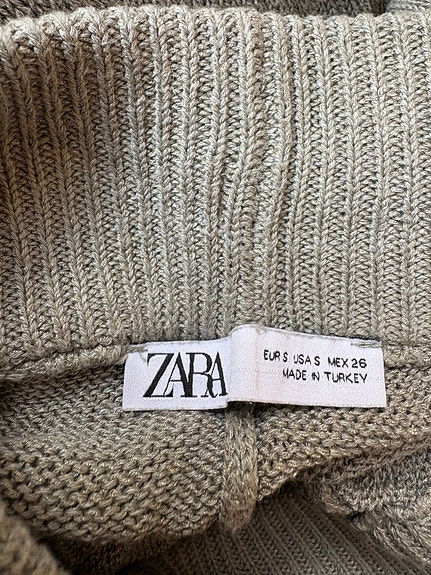 ZARA
EUR S USA S MEX 26
MADE IN TURKEY